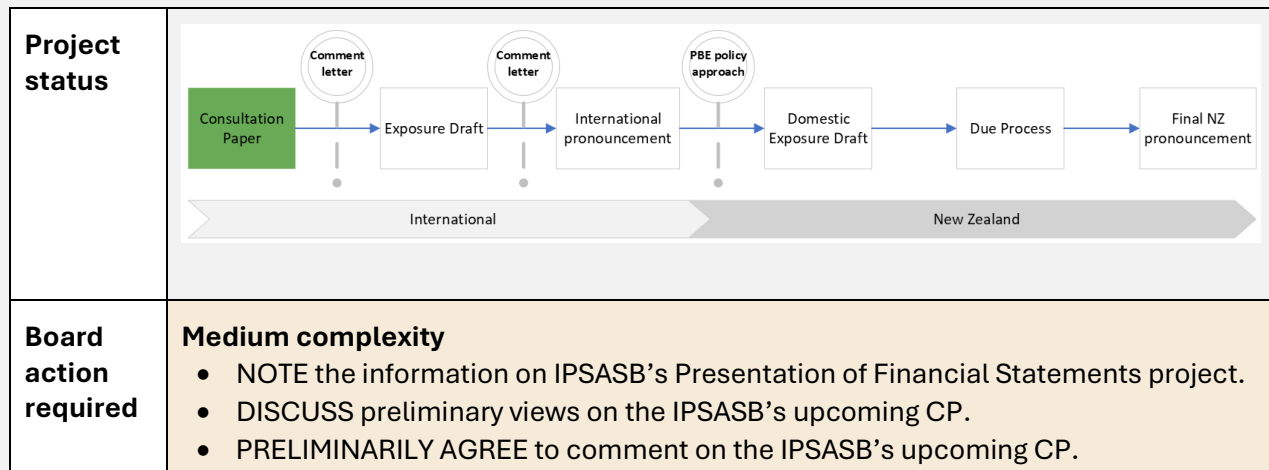 Project
status
Comment
letter
Comment
letter
PBE policy
approach
Consultation
Paper
Exposure Draft
International
pronouncement
Domestic
Exposure Draft
Due Process
Final NZ
pronouncement
International
New Zealand
Board
action
required
Medium complexity
• NOTE the information on IPSASB’s Presentation of Financial Statements project.
• DISCUSS preliminary views on the IPSASB’s upcoming CP.
• PRELIMINARILY AGREE to comment on the IPSASB’s upcoming CP.